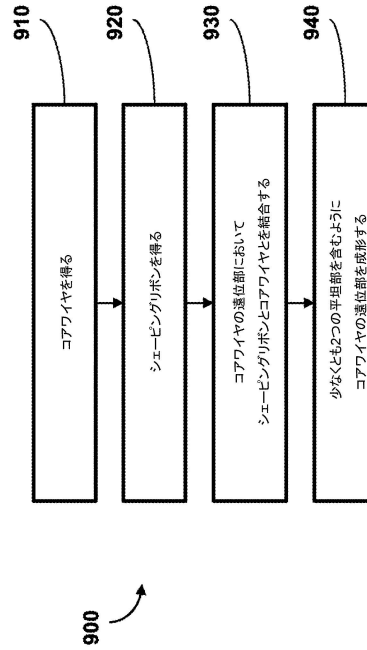 900
910
コアワイヤを得る
920
シェーピングリボンを得る
930
コアワイヤの遠位部において
シェーピングリボンとコアワイヤとを結合する
940
少なくとも2つの平坦部を含むように
コアワイヤの遠位部を成形する